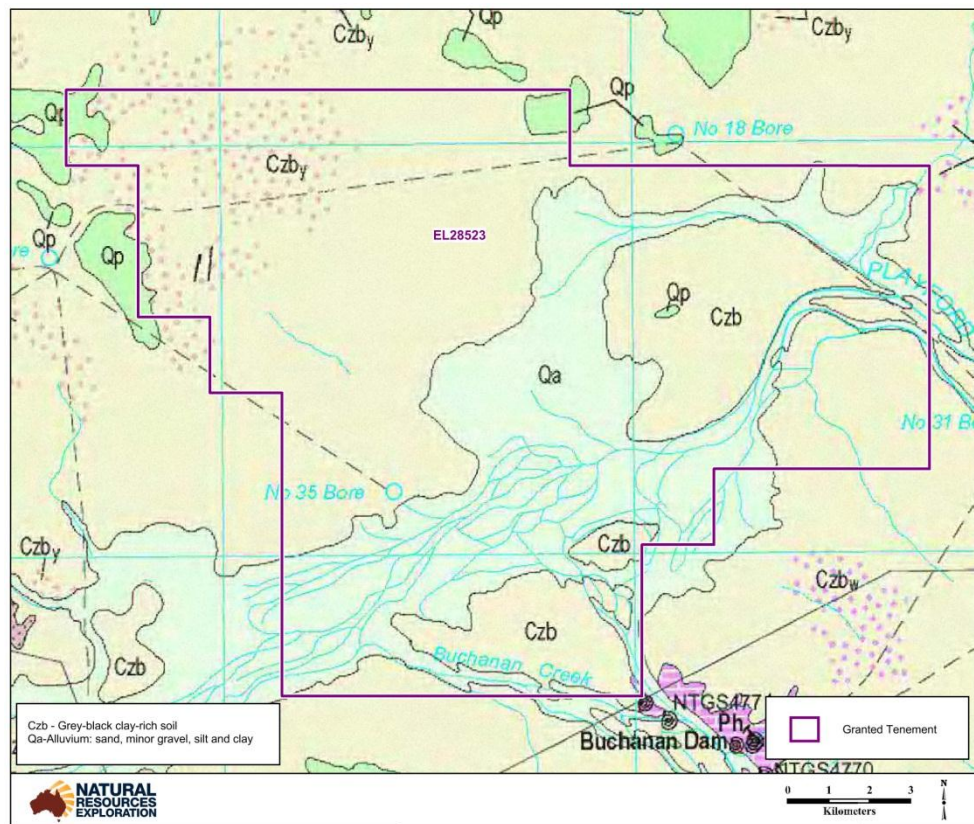 Qp
Czby
Qp
Czby
Qp
Qp
No 18 Bore
Czby
EL28523
Qp
Qp
re
Qp
Czb
PLAYFORD
Qa
No 31 Bo
No 35 Bore
Czby
Czb
Czbw
Czb
Czb
Buchanan Creek
NTGS477
Ph
Buchanan Dam
NTGS4770
Czb - Grey-black clay-rich soil
Qa-Alluvium: sand, minor gravel, silt and clay
Granted Tenement
NATURAL
RESOURCES
EXPLORATION
0 1 2 3
Kilometers
N